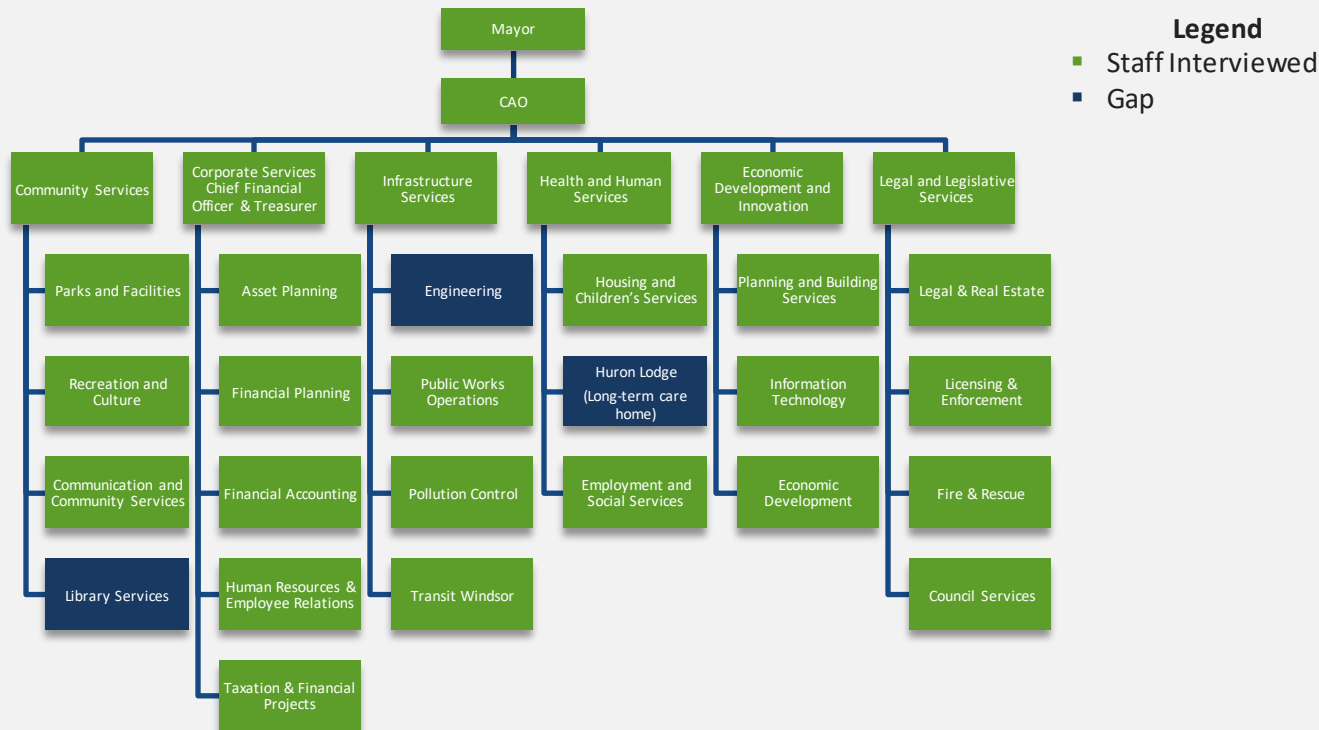 Mayor
CAO
Legend
Staff Interviewed
Gap
Community Services
Corporate Services
Chief Financial
Officer & Treasurer
Infrastructure
Services
Health and Human
Services
Economic
Development and
Innovation
Legal and Legislative
Services
Parks and Facilities
Recreation and
Culture
Communication and
Community Services
Library Services
Asset Planning
Financial Planning
Financial Accounting
Human Resources &
Employee Relations
Taxation & Financial
Projects
Engineering
Public Works
Operations
Pollution Control
Transit Windsor
Housing and
Children’s Services
Huron Lodge
(Long-term care
home)
Employment and
Social Services
Planning and Building
Services
Information
Technology
Economic
Development
Legal & Real Estate
Licensing &
Enforcement
Fire & Rescue
Council Services